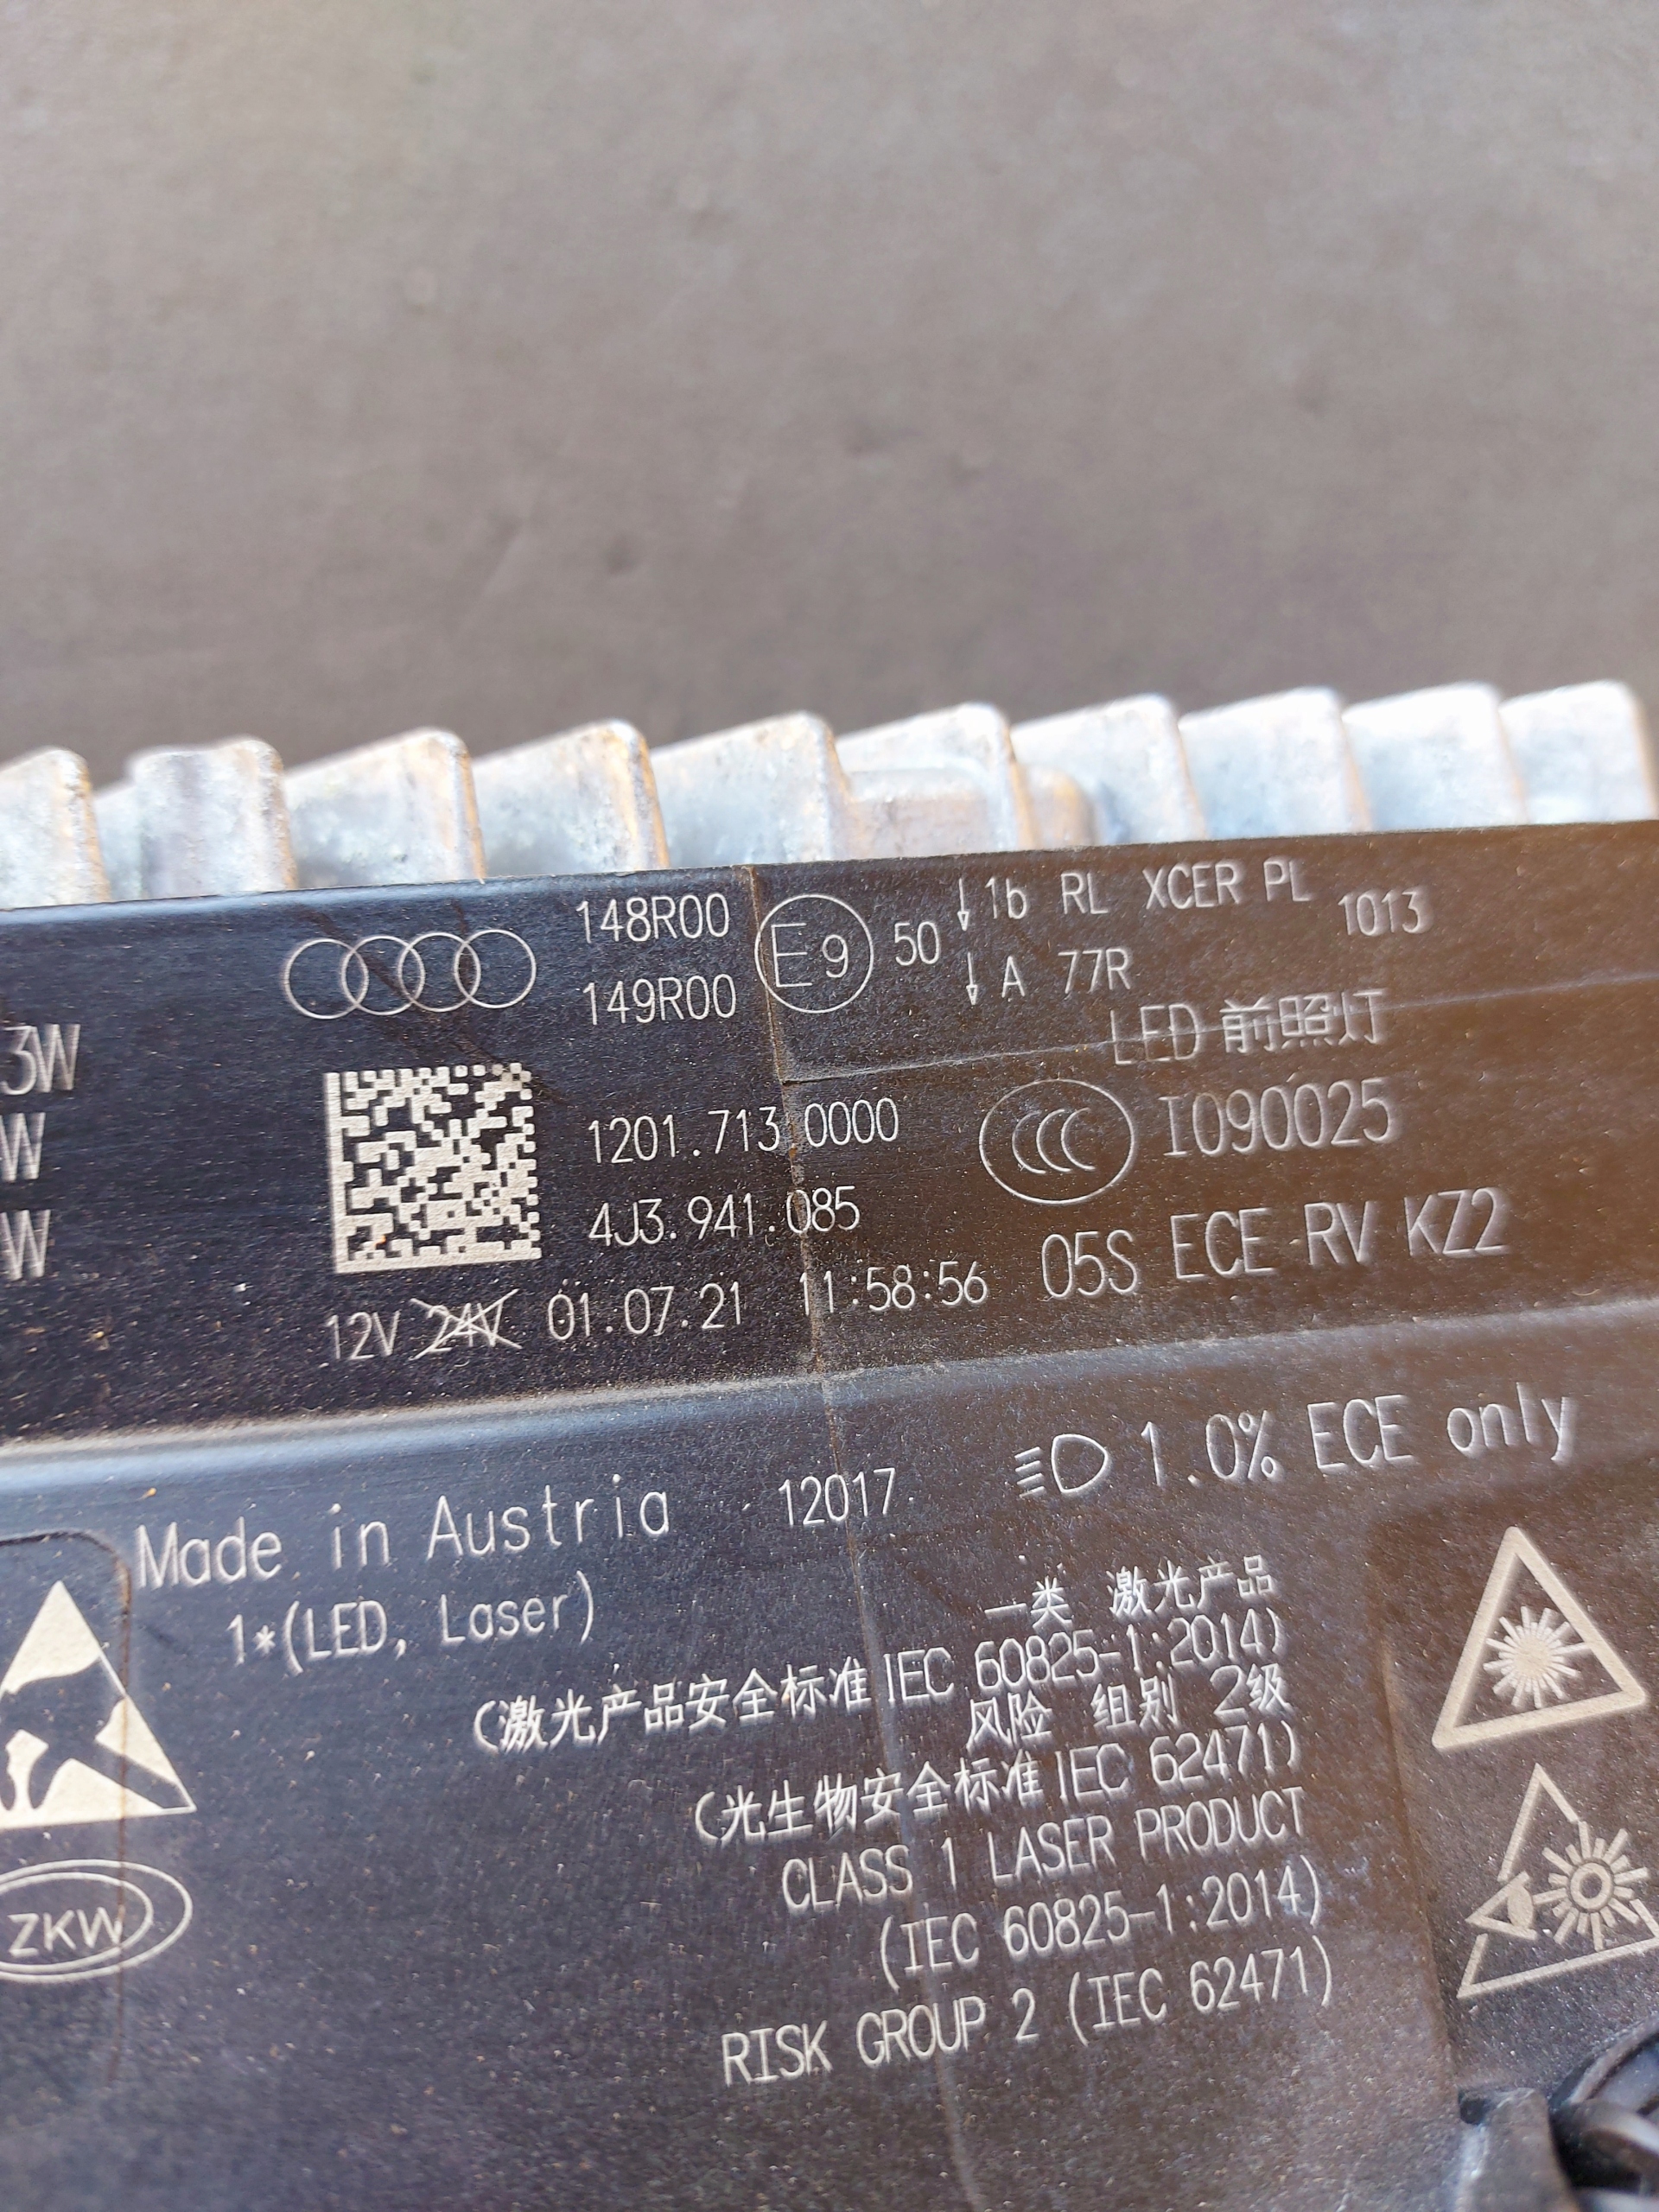 148R00
149R00
E9
50
1b RL XCER PL
A 77R
1013
LED 前照灯
3W
W
W
1201.713.0000
4J3.941.085
CCC
I090025
12V 24V 01.07.21 11:58:56
05S ECE RV KZ2
1.0% ECE only
Made in Austria
12017
1*(LED, Laser)
一类 激光产品
(激光产品安全标准 IEC 60825-1:2014)
风险 组别 2级
(光生物安全标准 IEC 62471)
CLASS 1 LASER PRODUCT
(IEC 60825-1:2014)
RISK GROUP 2 (IEC 62471)
ZKW